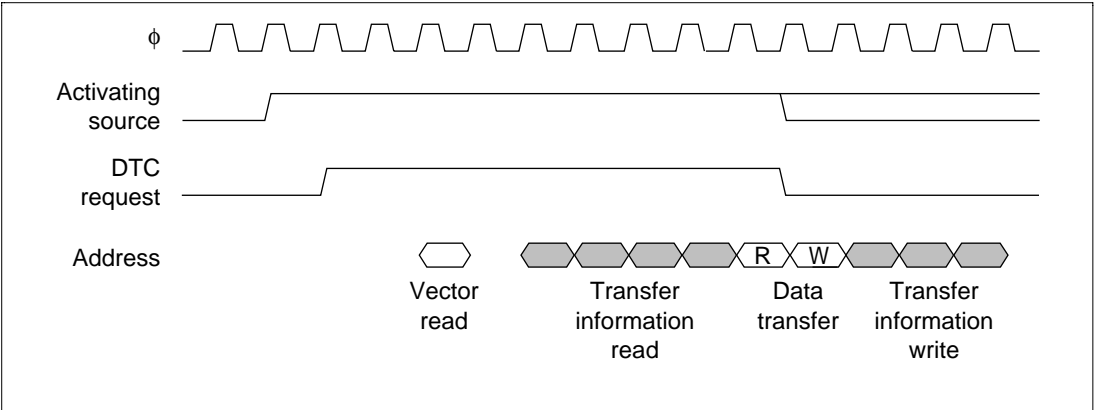 φ
Activating
source
DTC
request
Address
R W
Vector
read
Transfer
information
read
Data
transfer
Transfer
information
write